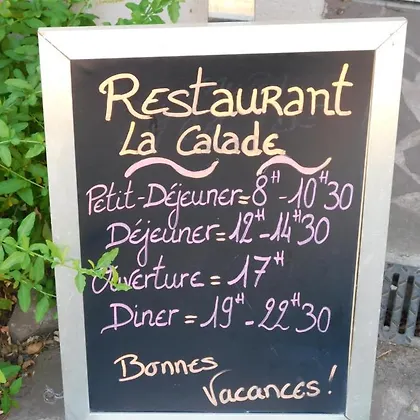 Restaurant
La Calade
Petit-Déjeuner = 8H - 10H30
Déjeuner = 12H - 14H30
Ouverture = 17H
Diner = 19H - 22H30
Bonnes
Vacances !